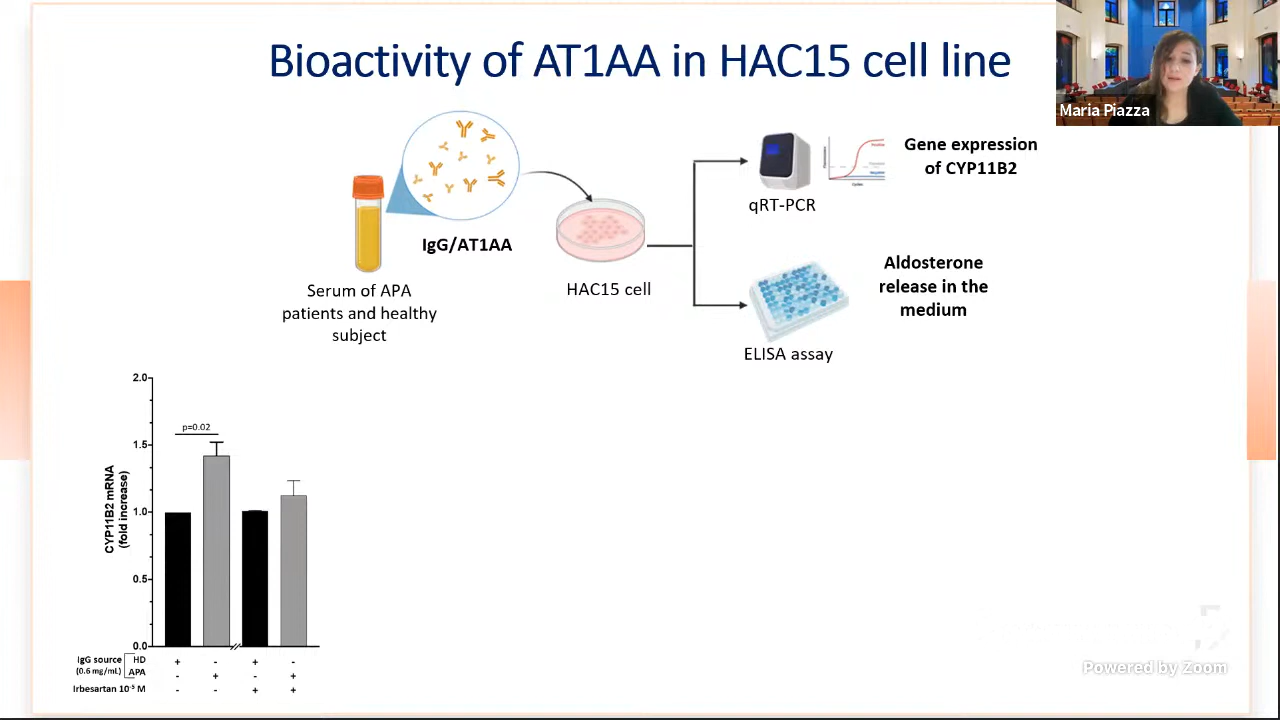 Bioactivity of AT1AA in HAC15 cell line
Maria Piazza
IgG/AT1AA
Serum of APA
patients and healthy
subject
HAC15 cell
qRT-PCR
Gene expression
of CYP11B2
ELISA assay
Aldosterone
release in the
medium
CYP11B2 mRNA
(fold increase)
2.0
1.5
1.0
0.5
0.0
p=0.02
IgG source HD + - + -
(0.6 mg/mL) APA - + - +
Irbesartan 10⁻⁵ M - - + +
Powered by Zoom